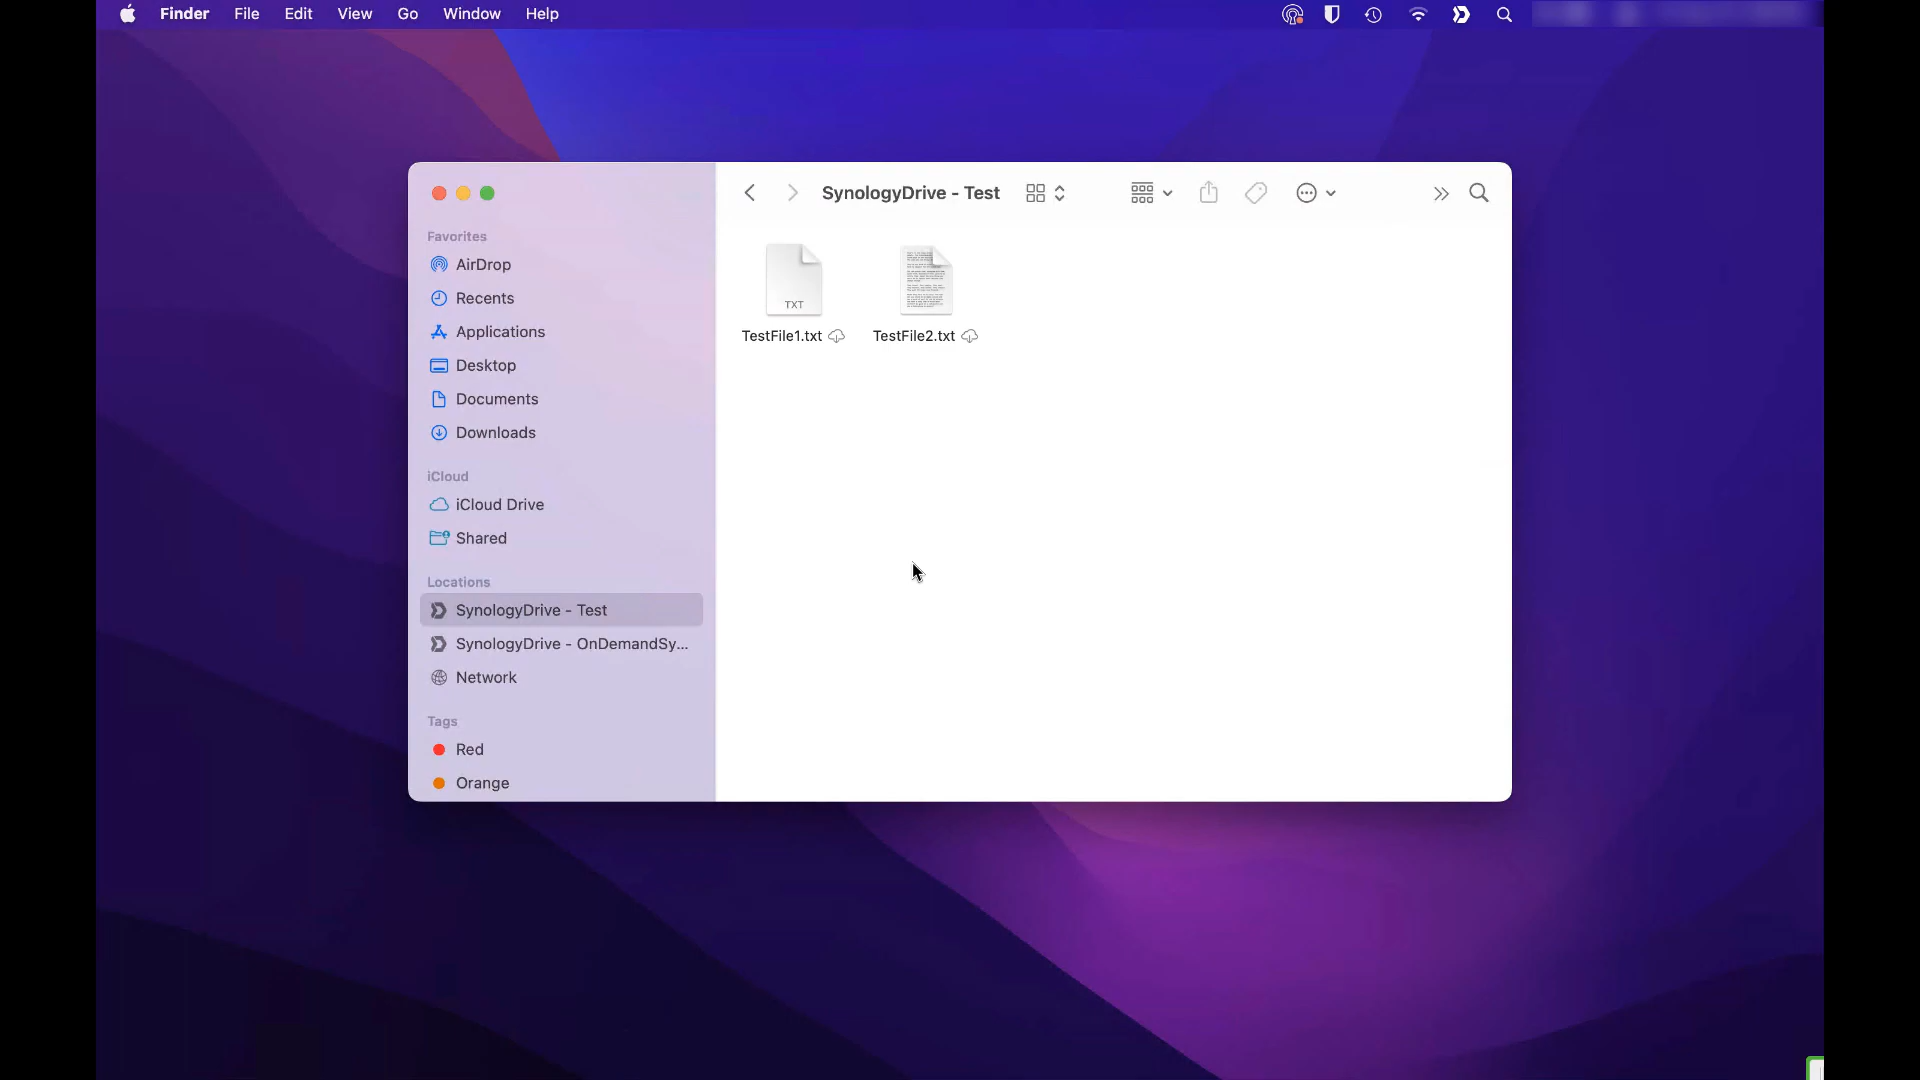 Finder File Edit View Go Window Help
SynologyDrive - Test
Favorites
AirDrop
Recents
Applications
Desktop
Documents
Downloads
iCloud
iCloud Drive
Shared
Locations
SynologyDrive - Test
SynologyDrive - OnDemandSy...
Network
Tags
Red
Orange
TXT
TestFile1.txt TestFile2.txt